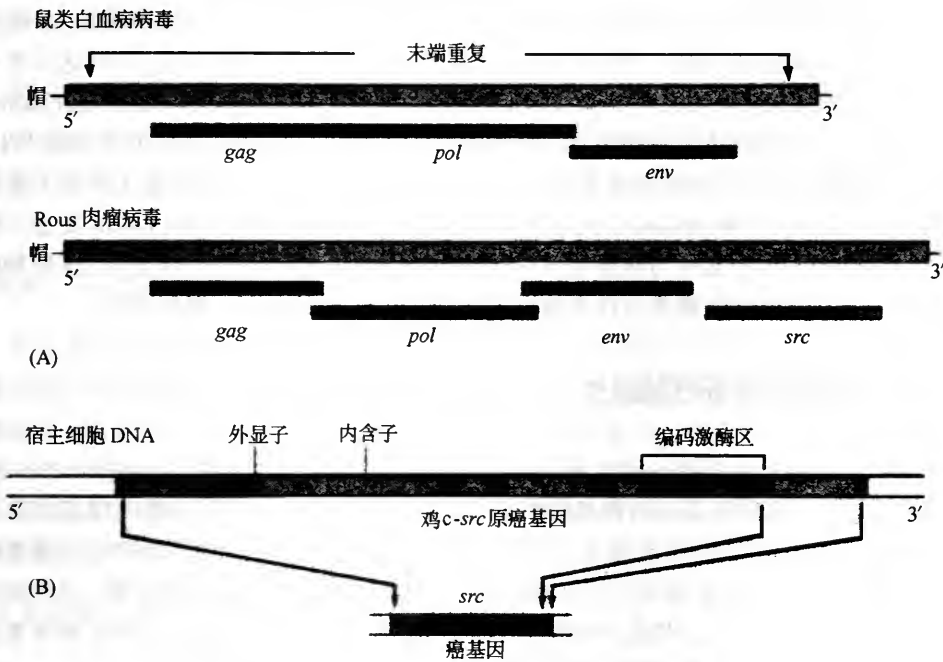 鼠类白血病病毒
末端重复
帽
5′
3′
gag
pol
env
Rous 肉瘤病毒
帽
5′
3′
gag
pol
env
src
(A)
宿主细胞 DNA
外显子
内含子
编码激酶区
5′
鸡c-src原癌基因
3′
(B)
src
癌基因